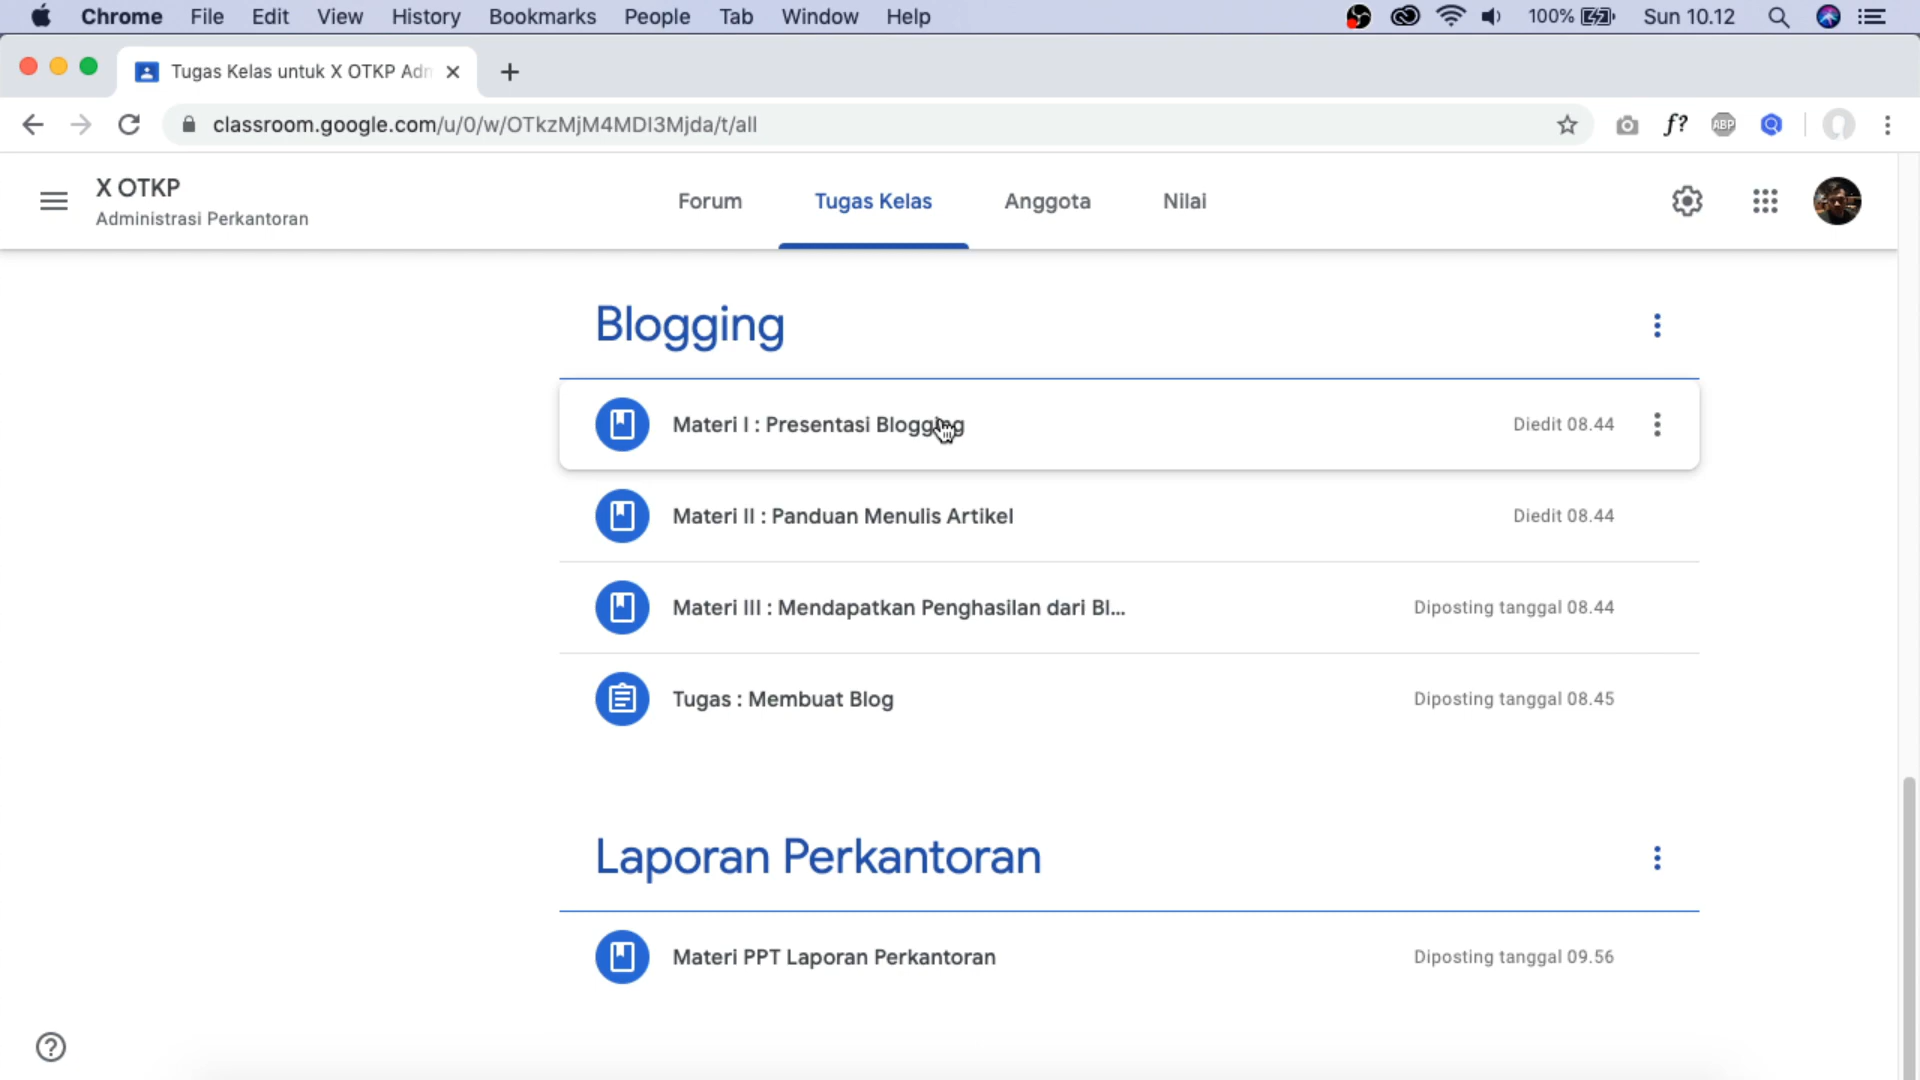 Chrome File Edit View History Bookmarks People Tab Window Help 100% Sun 10.12
Tugas Kelas untuk X OTKP Adm
classroom.google.com/u/0/w/OTkzMjM4MDI3Mjda/t/all f? ABP
X OTKP
Administrasi Perkantoran
Forum Tugas Kelas Anggota Nilai
Blogging
Materi I : Presentasi Blogging Diedit 08.44
Materi II : Panduan Menulis Artikel Diedit 08.44
Materi III : Mendapatkan Penghasilan dari Bl... Diposting tanggal 08.44
Tugas : Membuat Blog Diposting tanggal 08.45
Laporan Perkantoran
Materi PPT Laporan Perkantoran Diposting tanggal 09.56